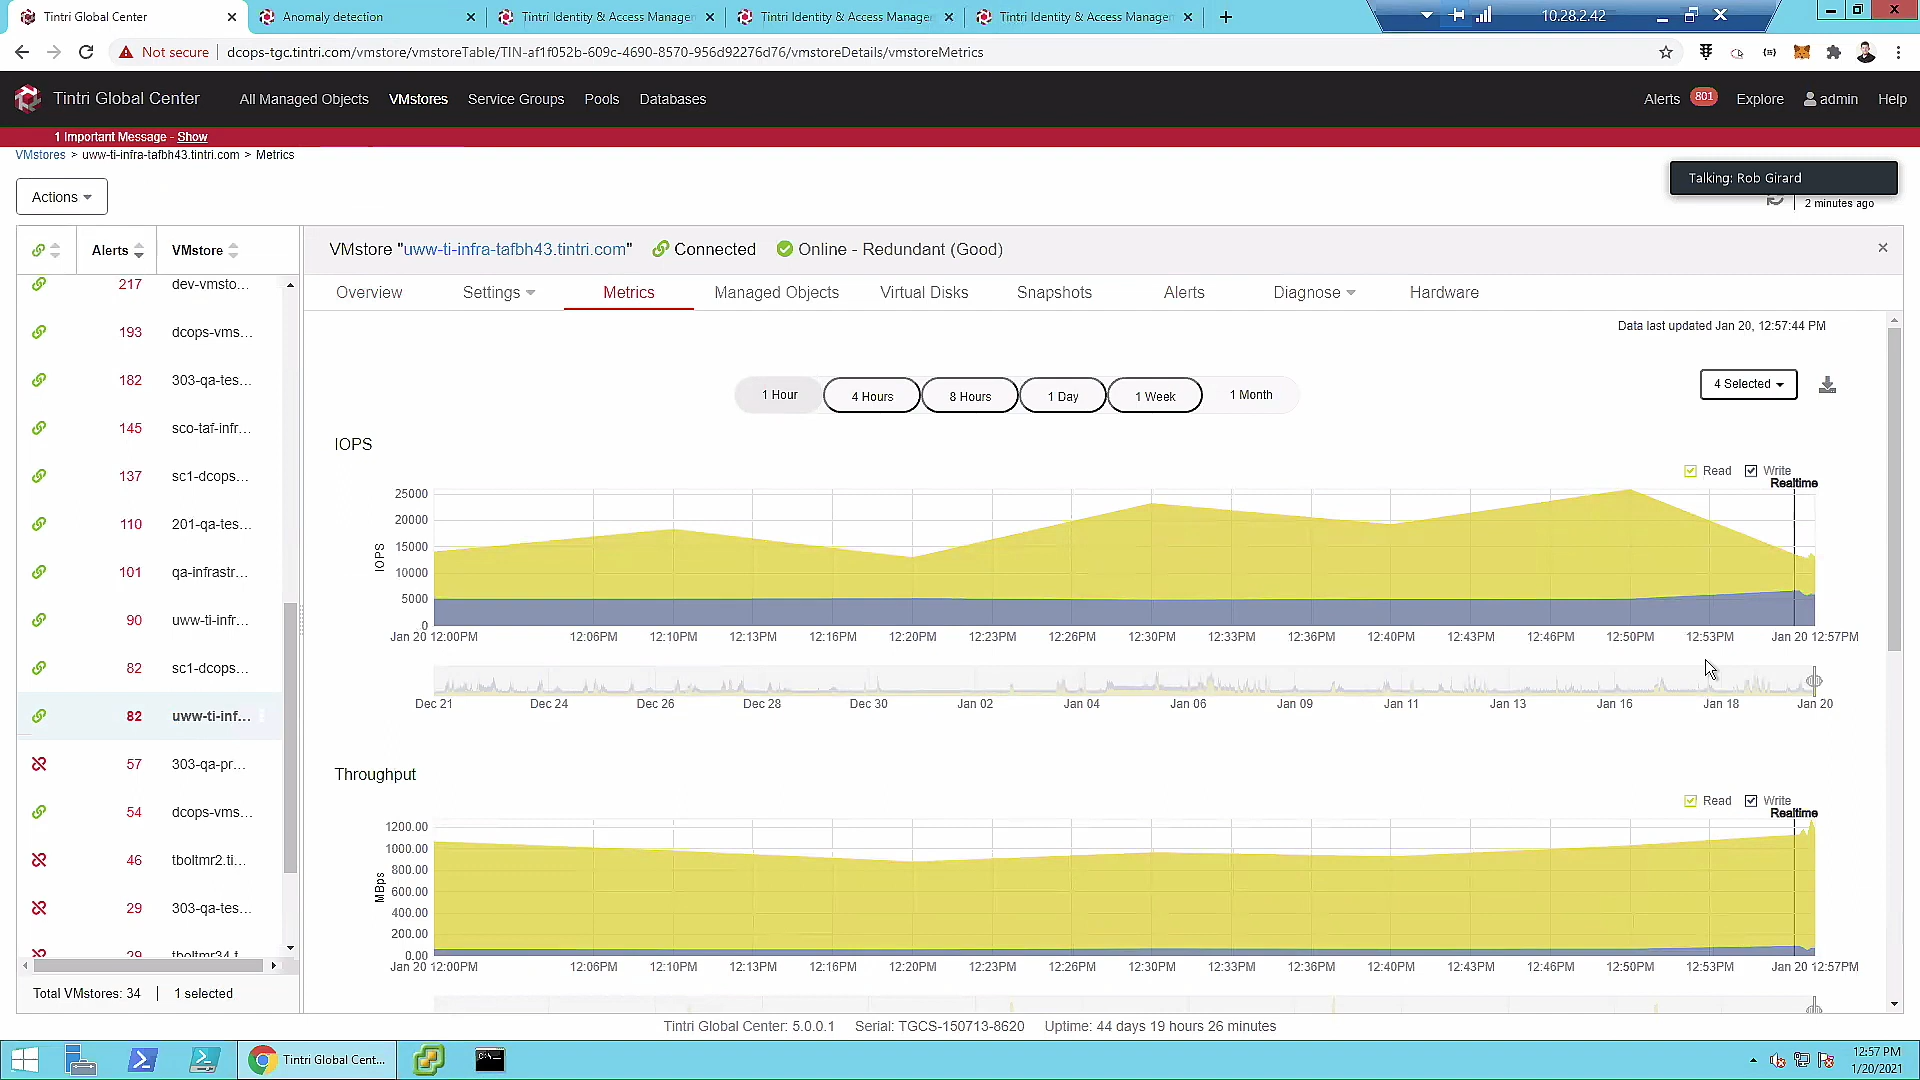 Tintri Global Center
Anomaly detection
Tintri Identity & Access Manage
Tintri Identity & Access Manage
Tintri Identity & Access Manage
10.28.2.42
Not secure
dcops-tgc.tintri.com/vmstore/vmstoreTable/TIN-af1f052b-609c-4690-8570-956d92276d76/vmstoreDetails/vmstoreMetrics
Tintri Global Center
All Managed Objects
VMstores
Service Groups
Pools
Databases
Alerts
801
Explore
admin
Help
1 Important Message - Show
VMstores > uww-ti-infra-tafbh43.tintri.com > Metrics
Talking: Rob Girard
Actions
2 minutes ago
Alerts
VMstore
VMstore "uww-ti-infra-tafbh43.tintri.com"
Connected
Online - Redundant (Good)
217 dev-vmsto...
193 dcops-vms...
182 303-qa-tes...
145 sco-taf-infr...
137 sc1-dcops...
110 201-qa-tes...
101 qa-infrastr...
90 uww-ti-infr...
82 sc1-dcops...
82 uww-ti-inf...
57 303-qa-pr...
54 dcops-vms...
46 tboltmr2.ti...
29 303-qa-tes...
29 tboltmr34.t
Total VMstores: 34
1 selected
Overview
Settings
Metrics
Managed Objects
Virtual Disks
Snapshots
Alerts
Diagnose
Hardware
Data last updated Jan 20, 12:57:44 PM
1 Hour
4 Hours
8 Hours
1 Day
1 Week
1 Month
4 Selected
IOPS
Read
Write
Realtime
25000
20000
15000
10000
5000
0
IOPS
Jan 20 12:00PM 12:06PM 12:10PM 12:13PM 12:16PM 12:20PM 12:23PM 12:26PM 12:30PM 12:33PM 12:36PM 12:40PM 12:43PM 12:46PM 12:50PM 12:53PM Jan 20 12:57PM
Dec 21 Dec 24 Dec 26 Dec 28 Dec 30 Jan 02 Jan 04 Jan 06 Jan 09 Jan 11 Jan 13 Jan 16 Jan 18 Jan 20
Throughput
Read
Write
Realtime
1200.00
1000.00
800.00
600.00
400.00
200.00
0.00
MBps
Jan 20 12:00PM 12:06PM 12:10PM 12:13PM 12:16PM 12:20PM 12:23PM 12:26PM 12:30PM 12:33PM 12:36PM 12:40PM 12:43PM 12:46PM 12:50PM 12:53PM Jan 20 12:57PM
Tintri Global Center: 5.0.0.1
Serial: TGCS-150713-8620
Uptime: 44 days 19 hours 26 minutes
Tintri Global Cent...
12:57 PM
1/20/2021